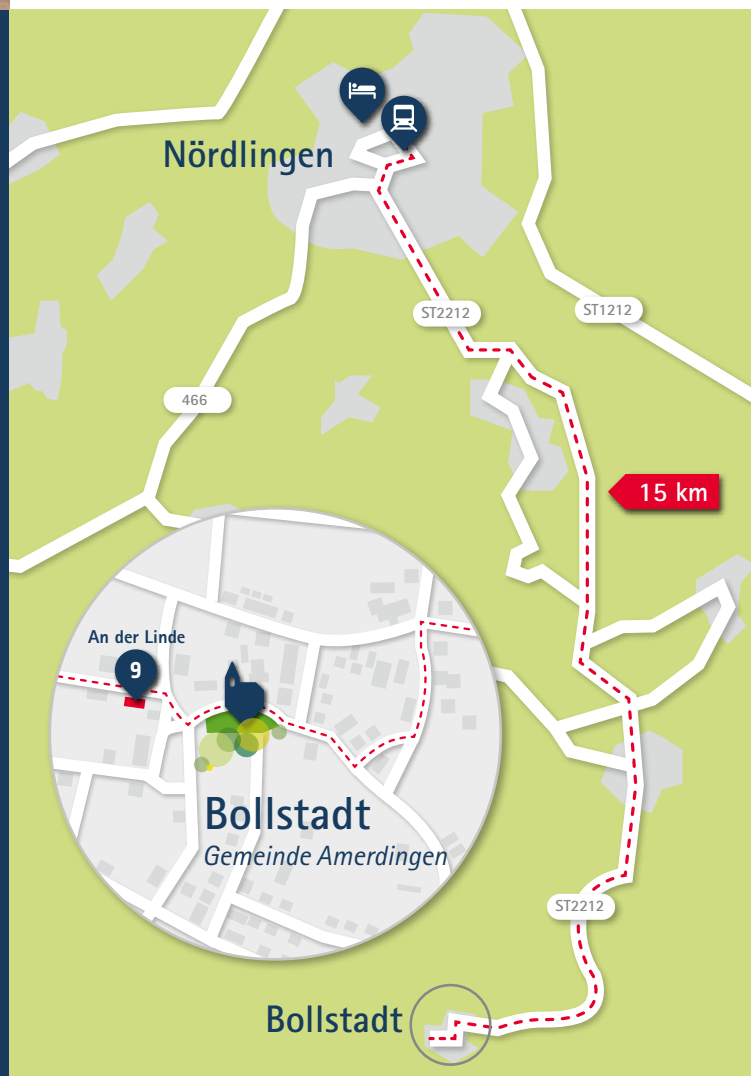 Nördlingen
ST2212
ST1212
466
15 km
An der Linde
9
Bollstadt
Gemeinde Amerdingen
ST2212
Bollstadt